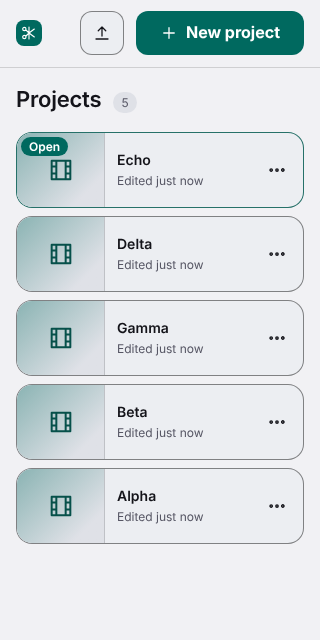 New project
Projects
5
Open
Echo
Edited just now
Delta
Edited just now
Gamma
Edited just now
Beta
Edited just now
Alpha
Edited just now